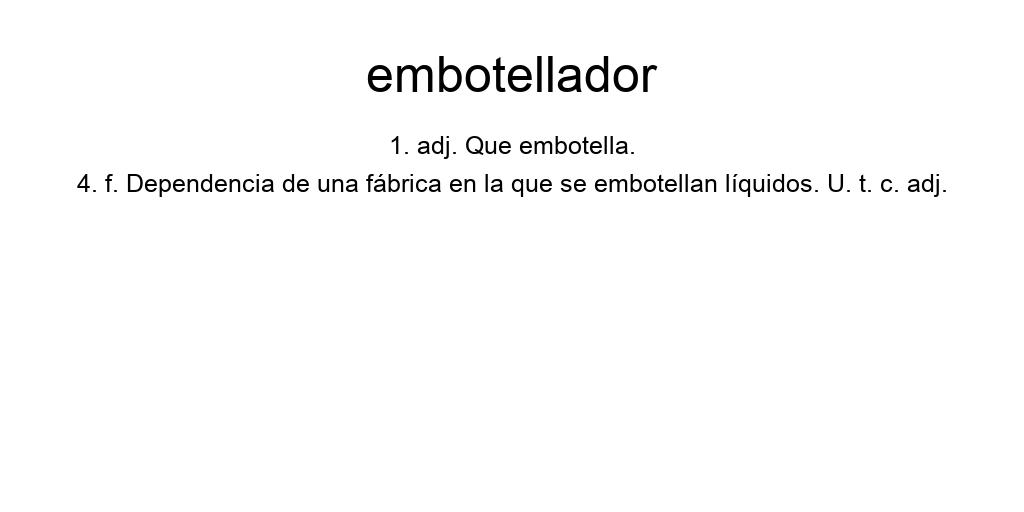 embotellador
1. adj. Que embotella.
4. f. Dependencia de una fábrica en la que se embotellan líquidos. U. t. c. adj.